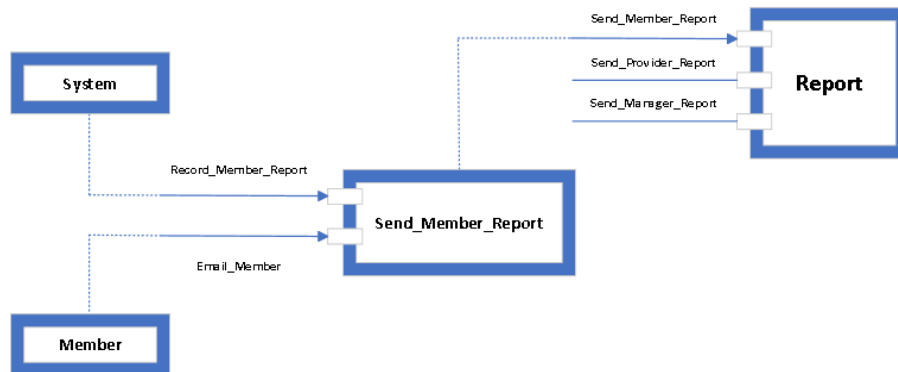 Send_Member_Report
System
Send_Provider_Report
Report
Send_Manager_Report
Record_Member_Report
Send_Member_Report
Email_Member
Member